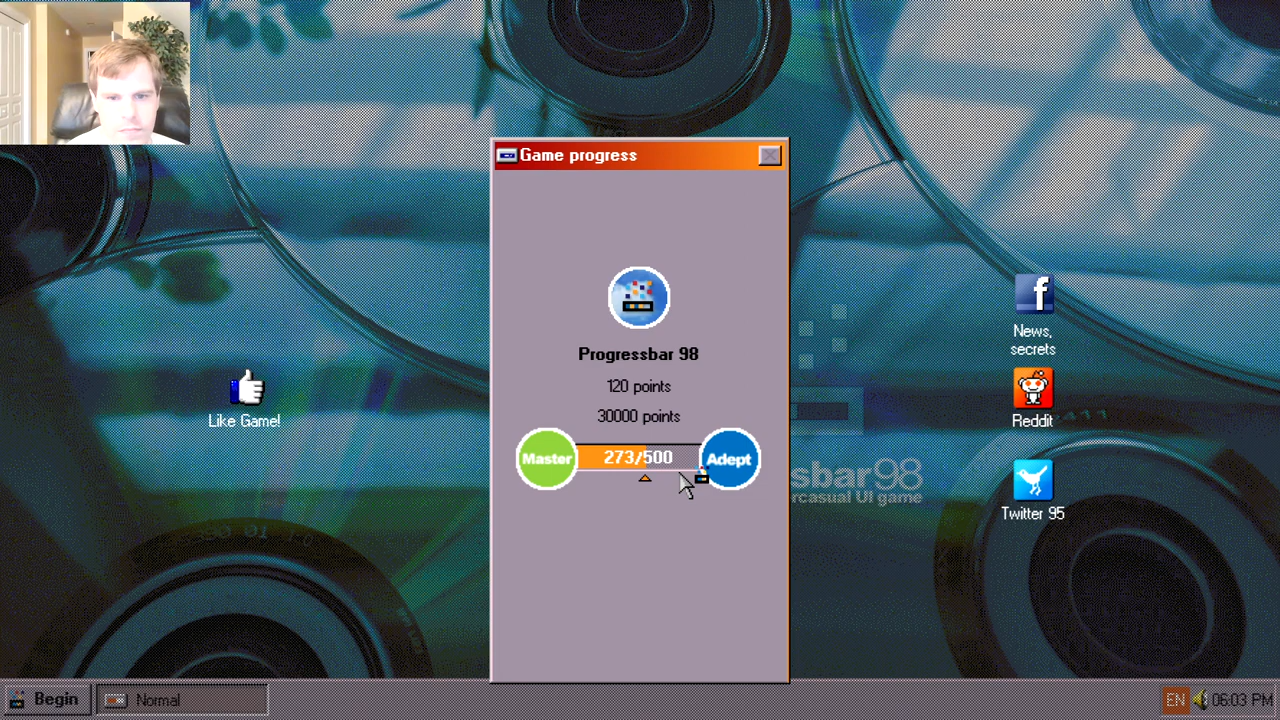 Game progress
Progressbar 98
120 points
30000 points
Master
273/500
Adept
Like Game!
News,
secrets
Reddit
Twitter 95
sbar98
rcasual UI game
Begin
Normal
EN
06:03 PM